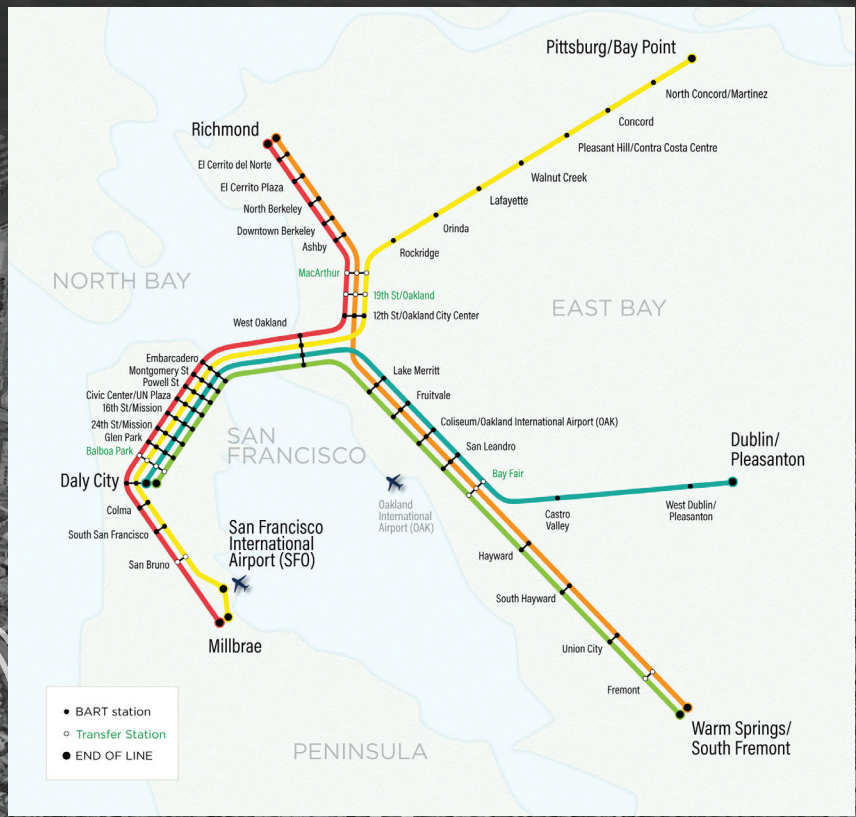 Pittsburg/Bay Point
North Concord/Martinez
Concord
Pleasant Hill/Contra Costa Centre
Walnut Creek
Lafayette
Orinda
Rockridge
Richmond
El Cerrito del Norte
El Cerrito Plaza
North Berkeley
Downtown Berkeley
Ashby
MacArthur
19th St/Oakland
12th St/Oakland City Center
NORTH BAY
EAST BAY
West Oakland
Embarcadero
Montgomery St
Powell St
Civic Center/UN Plaza
16th St/Mission
24th St/Mission
Glen Park
Balboa Park
Daly City
Colma
South San Francisco
San Bruno
SAN
FRANCISCO
San Francisco
International
Airport (SFO)
Millbrae
Lake Merritt
Fruitvale
Coliseum/Oakland International Airport (OAK)
San Leandro
Bay Fair
Oakland
International
Airport (OAK)
Dublin/
Pleasanton
Castro
Valley
West Dublin/
Pleasanton
Hayward
South Hayward
Union City
Fremont
Warm Springs/
South Fremont
PENINSULA
BART station
Transfer Station
END OF LINE